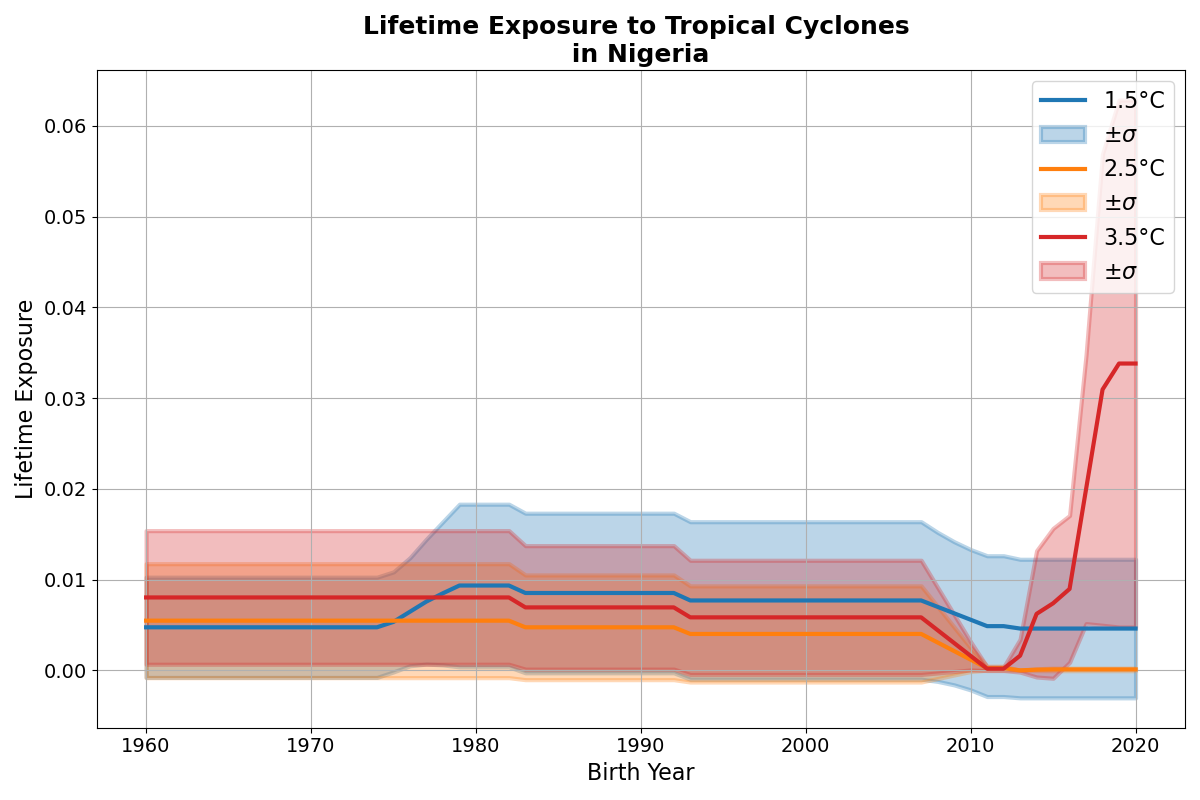 Lifetime Exposure to Tropical Cyclones
in Nigeria
1.5°C
±σ
2.5°C
±σ
3.5°C
±σ
Lifetime Exposure
0.06
0.05
0.04
0.03
0.02
0.01
0.00
1960
1970
1980
1990
2000
2010
2020
Birth Year